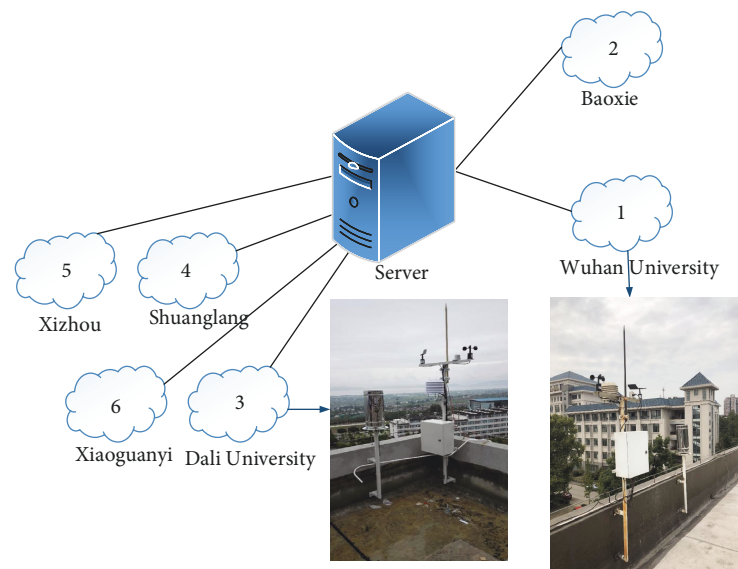 2
Baoxie
1
Wuhan University
Server
5
Xizhou
4
Shuanglang
6
Xiaoguanyi
3
Dali University